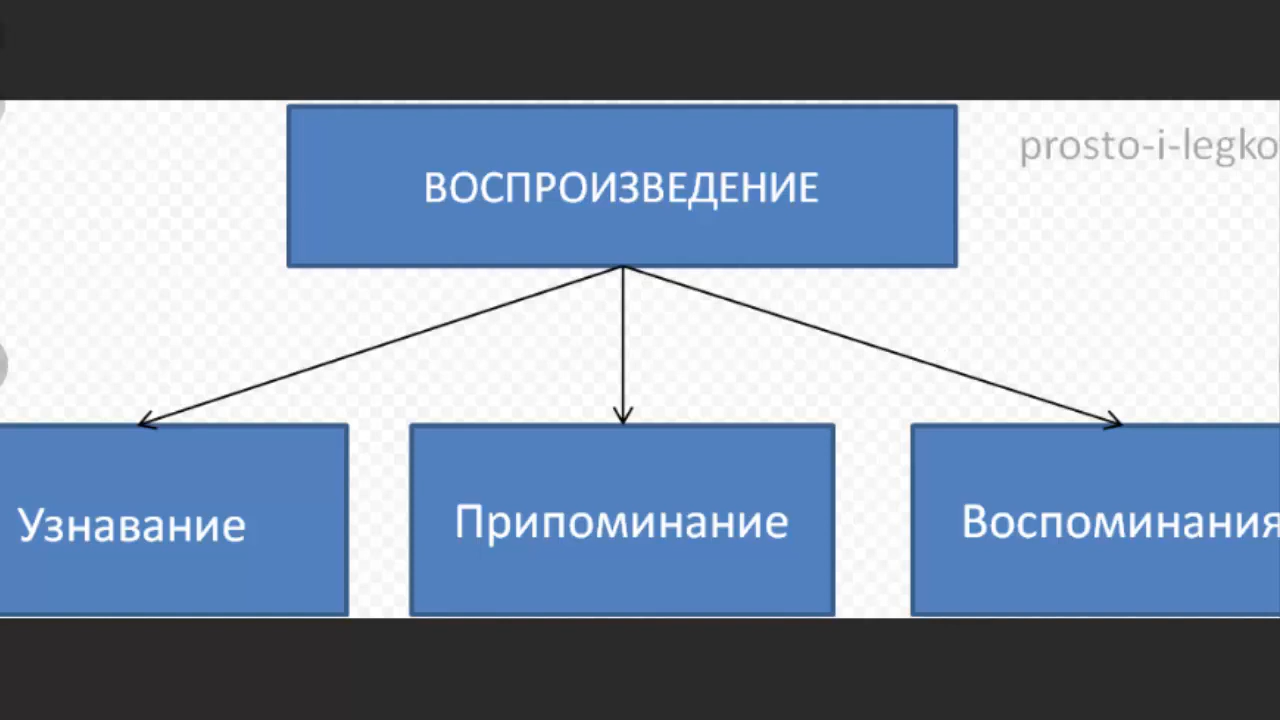 prosto-i-legko
ВОСПРОИЗВЕДЕНИЕ
Узнавание
Припоминание
Воспоминания